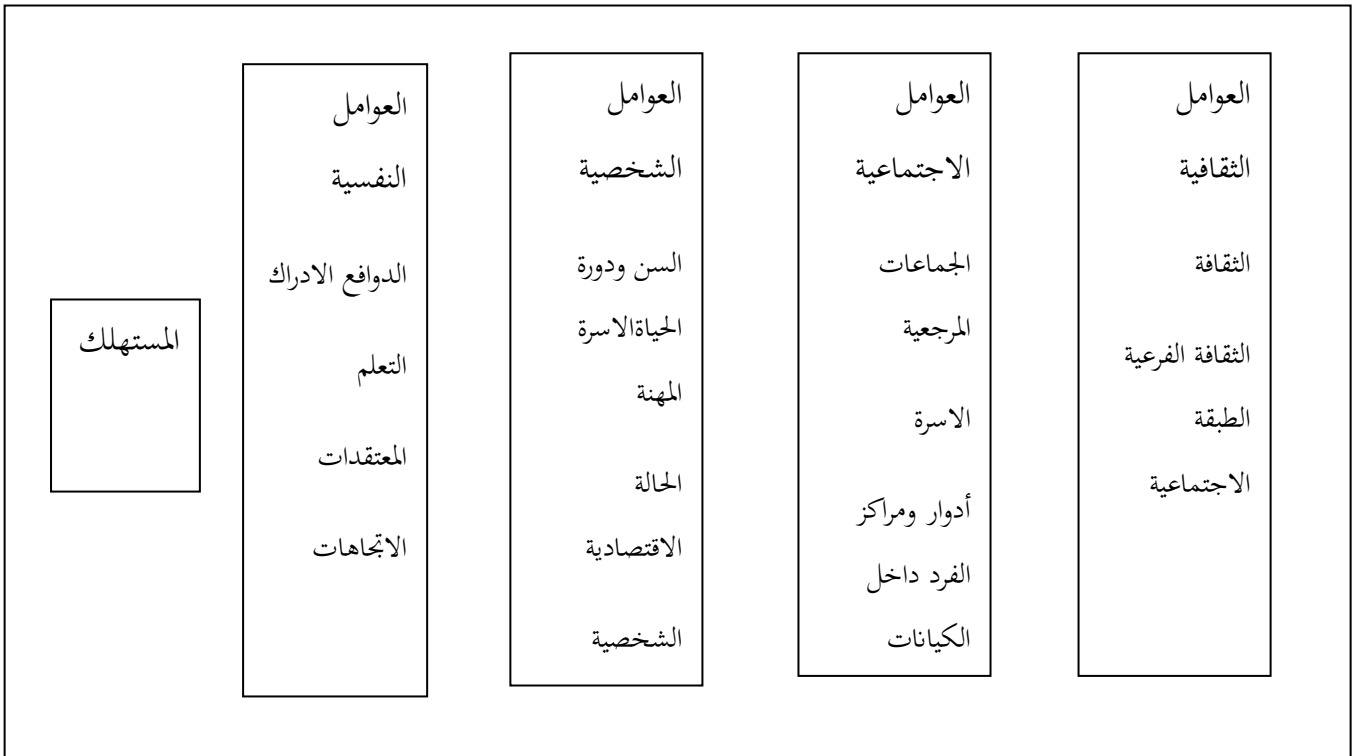 العوامل
الثقافية
الثقافة
الثقافة الفرعية
الطبقة
الاجتماعية
العوامل
الاجتماعية
الجماعات
المرجعية
الاسرة
أدوار ومراكز
الفرد داخل
الكيانات
العوامل
الشخصية
السن ودورة
الحياةالاسرة
المهنة
الحالة
الاقتصادية
الشخصية
العوامل
النفسية
الدوافع الادراك
التعلم
المعتقدات
الاتجاهات
المستهلك